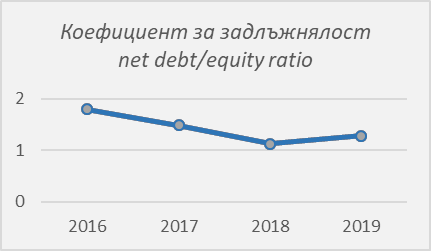 Коефициент за задлъжнялост
net debt/equity ratio
2
1
0
2016 2017 2018 2019